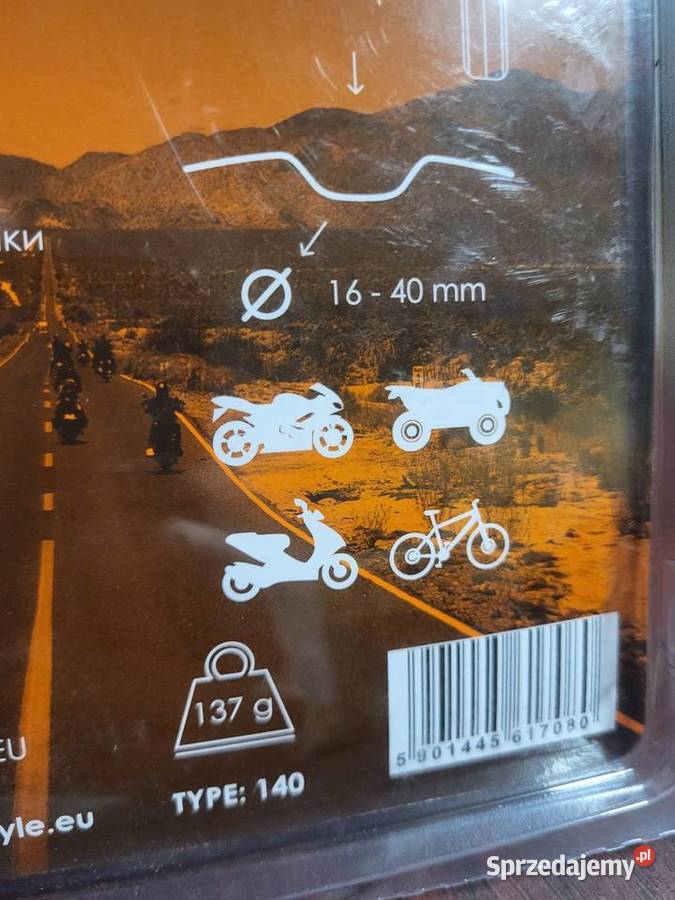 ки
16 - 40 mm
137 g
EU
TYPE: 140
yle.eu
5 901445 617080
Sprzedajemy.pl